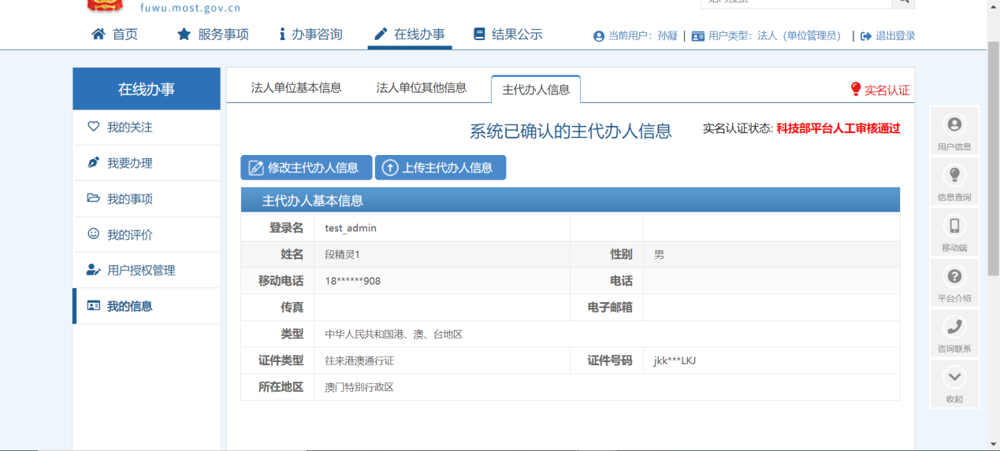 fuwu.most.gov.cn
首页 服务事项 办事咨询 在线办事 结果公示 当前用户：孙凝 | 用户类型：法人（单位管理员） | 退出登录
在线办事
我的关注
我要办理
我的事项
我的评价
用户授权管理
我的信息
法人单位基本信息 法人单位其他信息 主代办人信息 实名认证
系统已确认的主代办人信息 实名认证状态: 科技部平台人工审核通过
修改主代办人信息 上传主代办人信息
主代办人基本信息
登录名 test_admin
姓名 段精灵1 性别 男
移动电话 18******908 电话
传真 电子邮箱
类型 中华人民共和国港、澳、台地区
证件类型 往来港澳通行证 证件号码 jkk***LKJ
所在地区 澳门特别行政区
用户信息
信息查询
移动端
平台介绍
咨询联系
收起